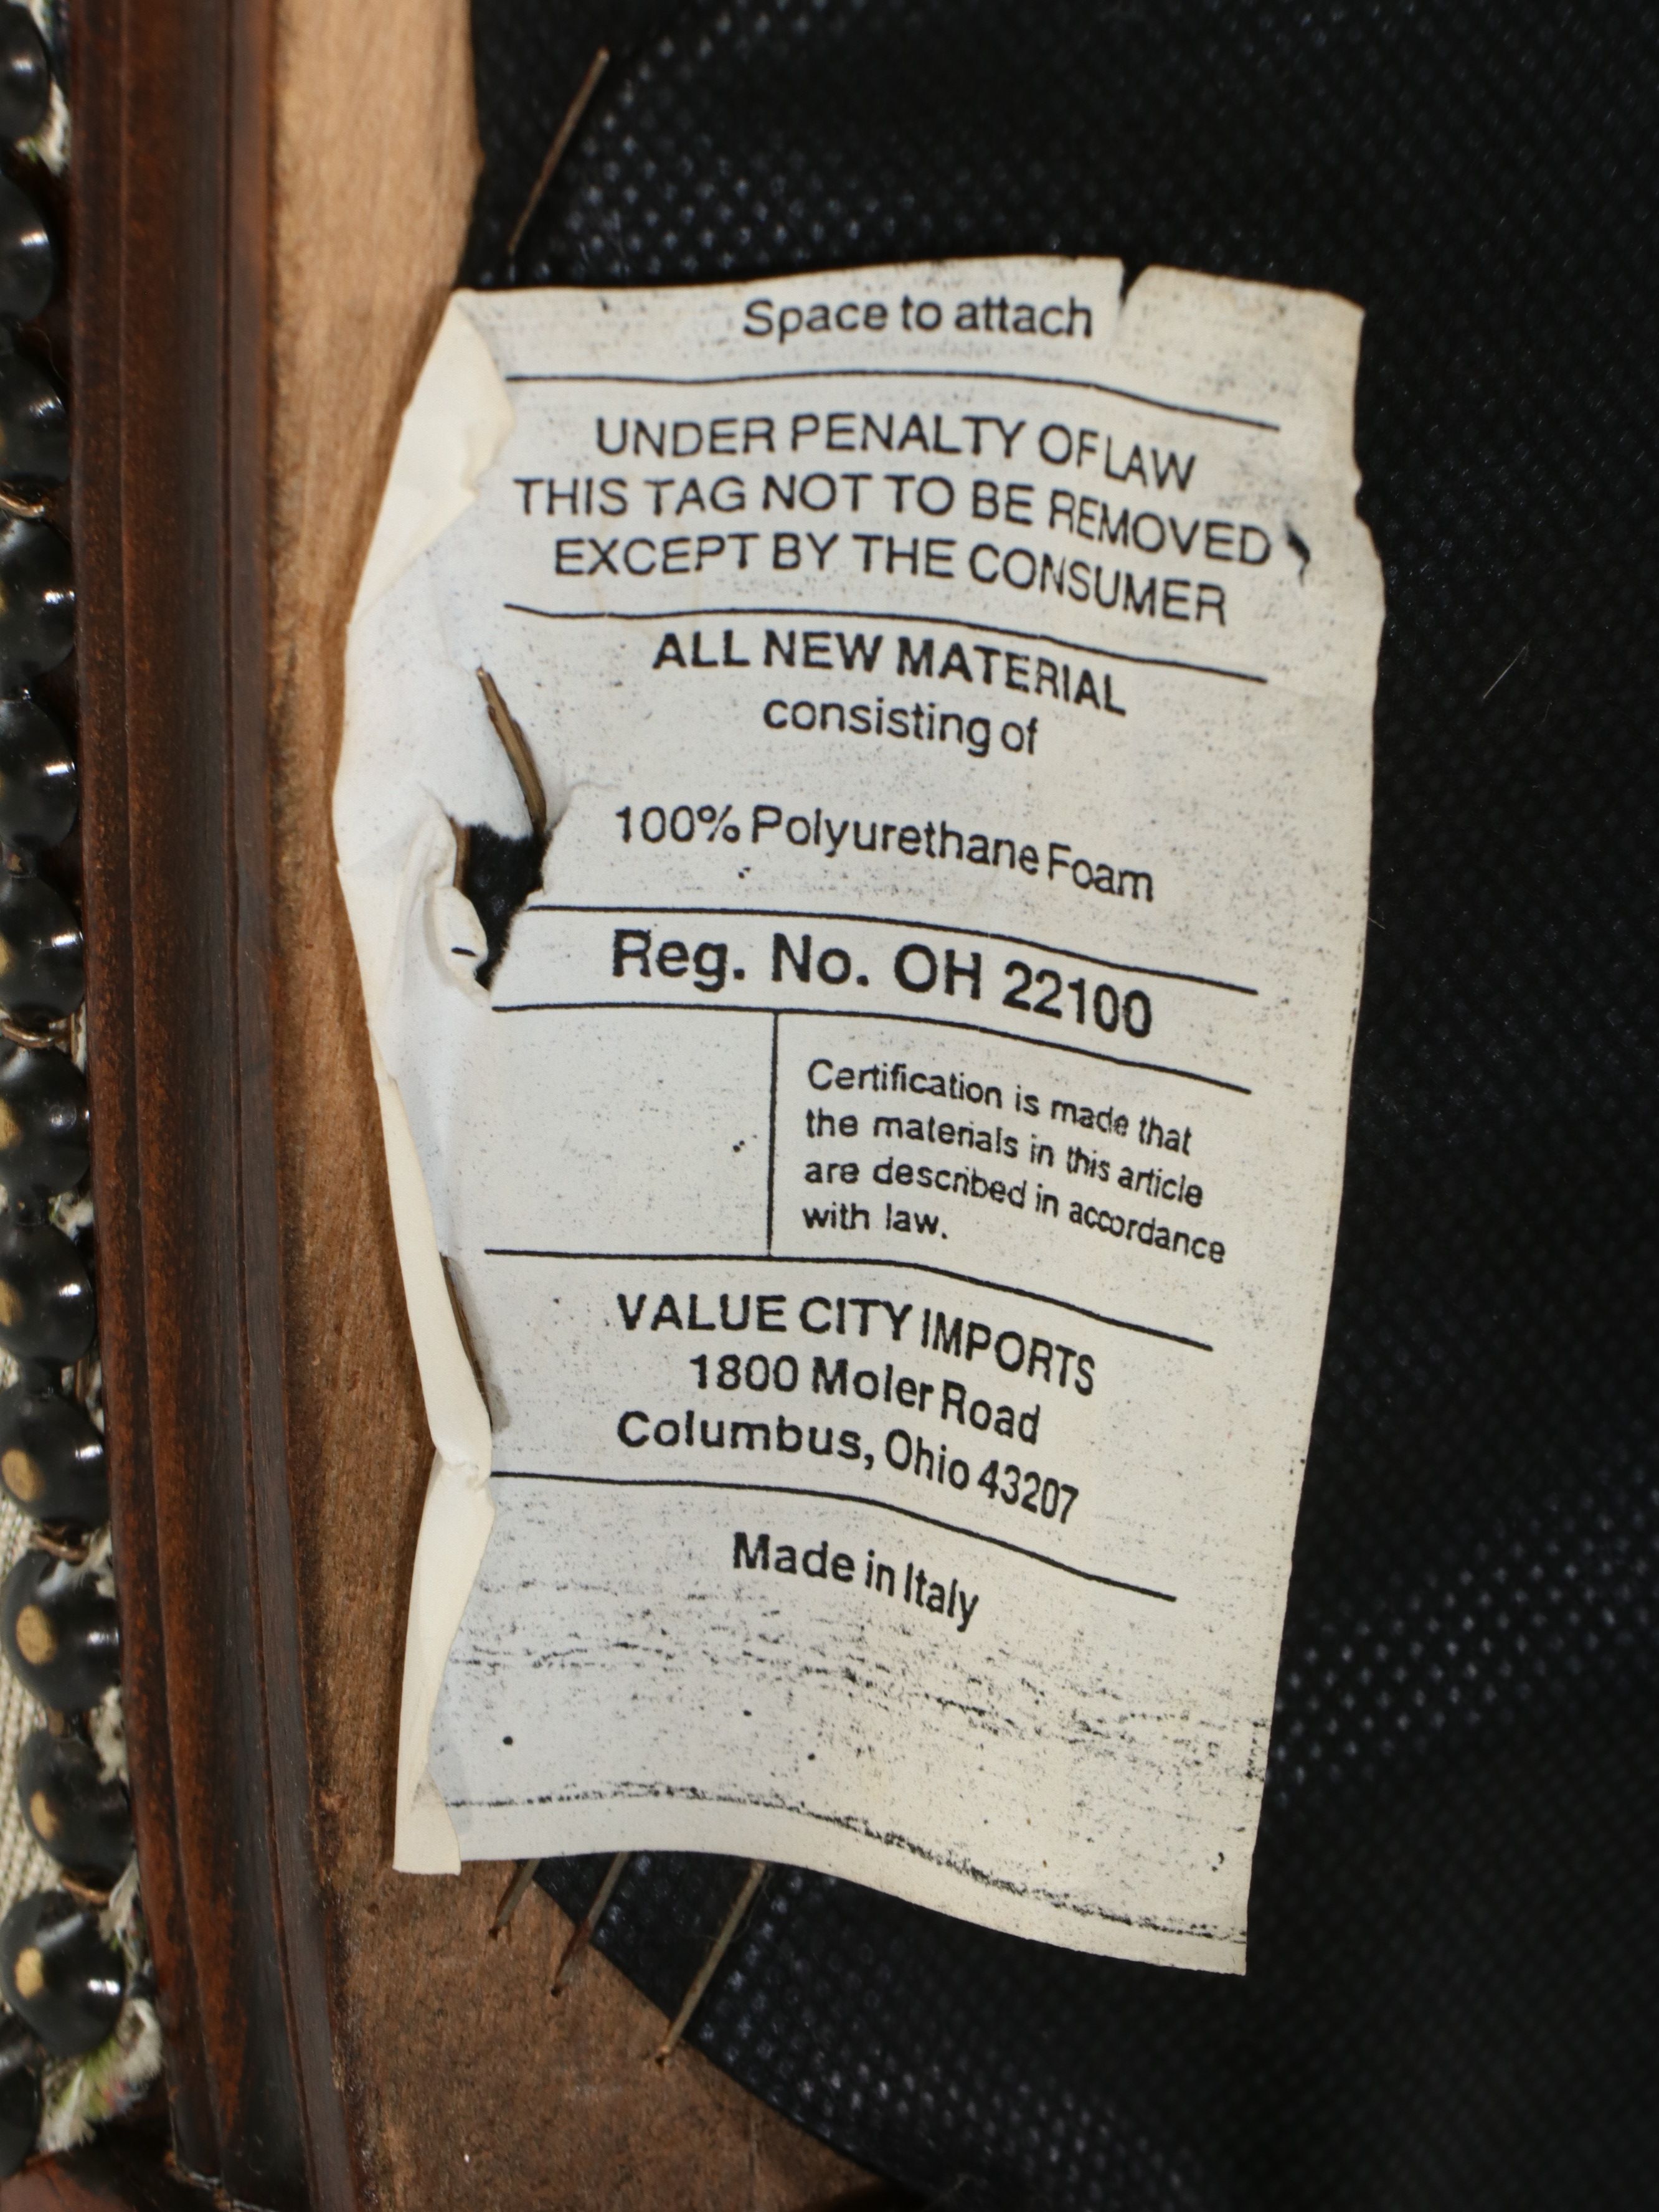 Space to attach
UNDER PENALTY OF LAW
THIS TAG NOT TO BE REMOVED
EXCEPT BY THE CONSUMER
ALL NEW MATERIAL
consisting of
100% Polyurethane Foam
Reg. No. OH 22100
Certification is made that
the materials in this article
are described in accordance
with law.
VALUE CITY IMPORTS
1800 Moler Road
Columbus, Ohio 43207
Made in Italy